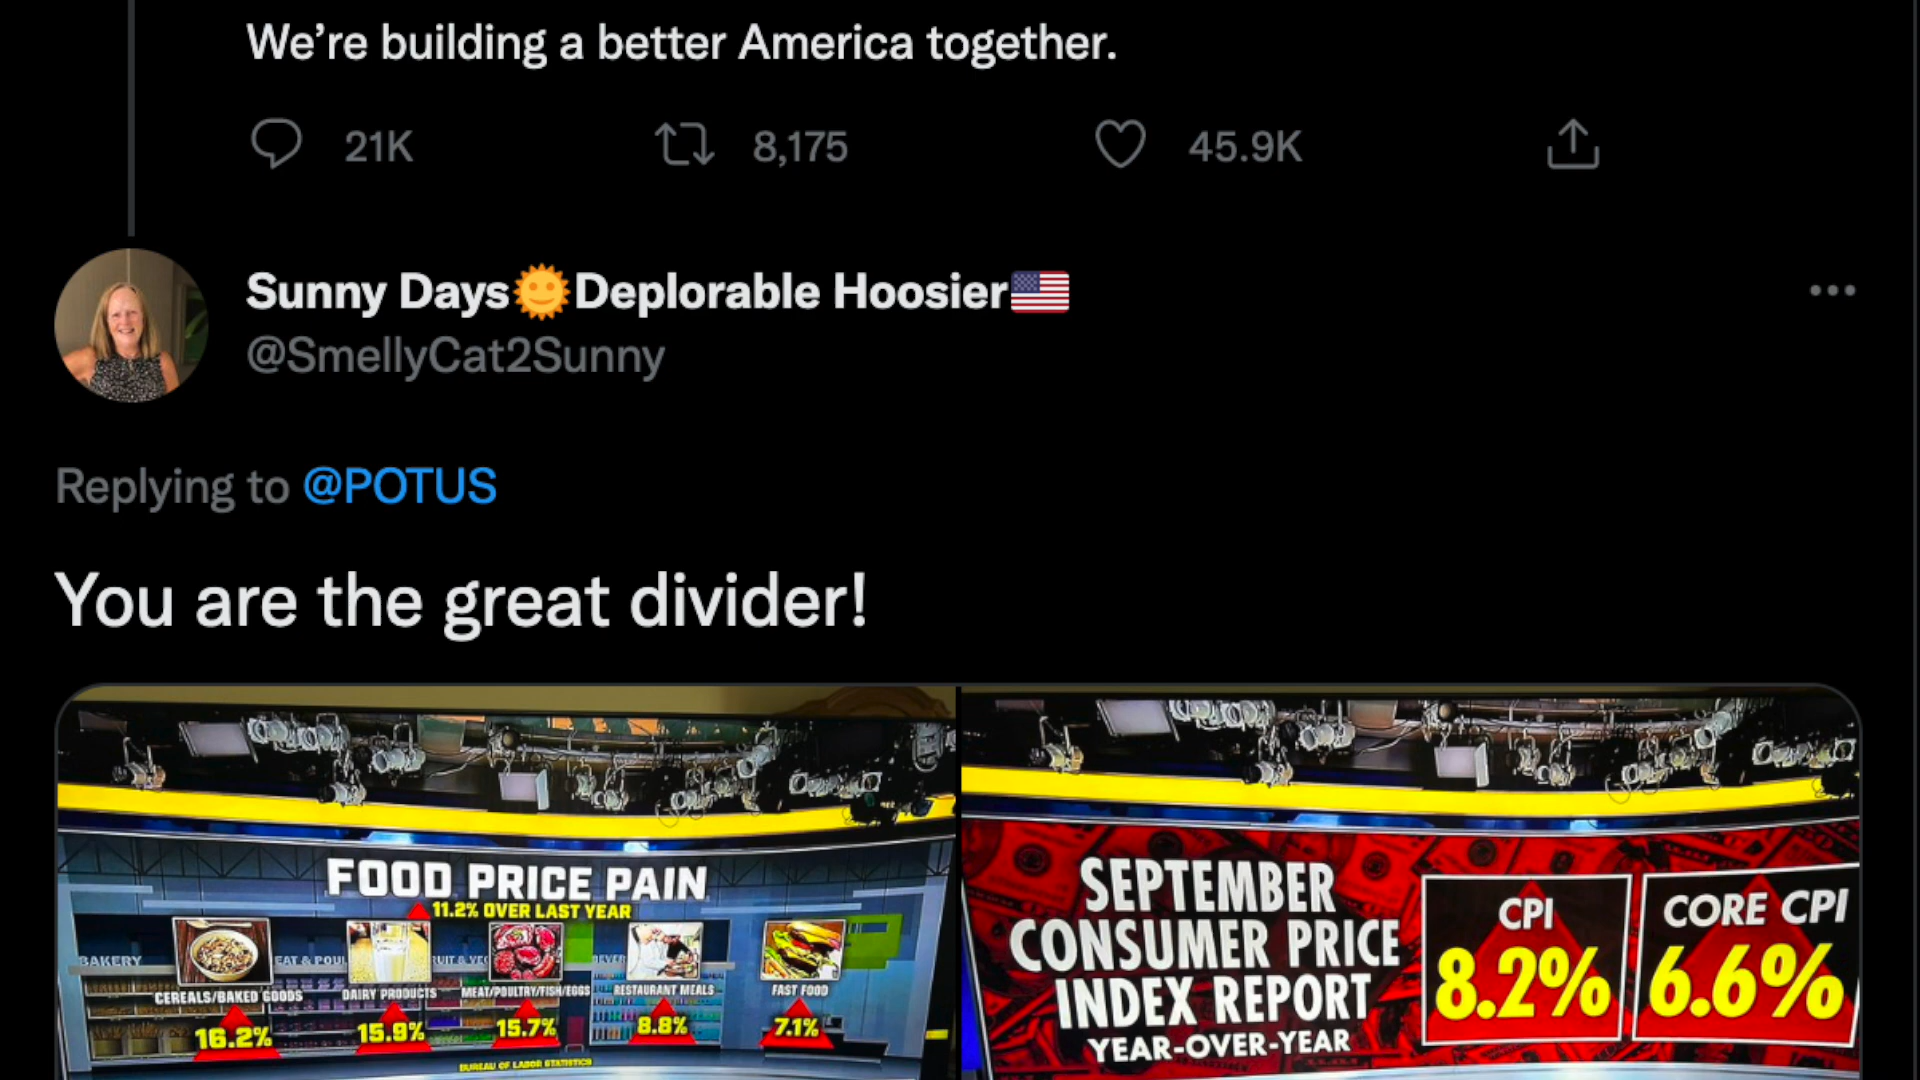 We’re building a better America together.
21K 8,175 45.9K
Sunny Days🌞Deplorable Hoosier🇺🇸
@SmellyCat2Sunny
Replying to @POTUS
You are the great divider!
FOOD PRICE PAIN
11.2% OVER LAST YEAR
BAKERY
CEREALS/BAKED GOODS
DAIRY PRODUCTS
MEAT/POULTRY/FISH/EGGS
RESTAURANT MEALS
FAST FOOD
16.2%
15.9%
15.7%
8.8%
7.1%
BUREAU OF LABOR STATISTICS
SEPTEMBER
CONSUMER PRICE
INDEX REPORT
YEAR-OVER-YEAR
CPI
8.2%
CORE CPI
6.6%